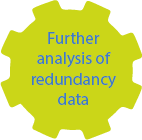 Further
analysis of
redundancy
data